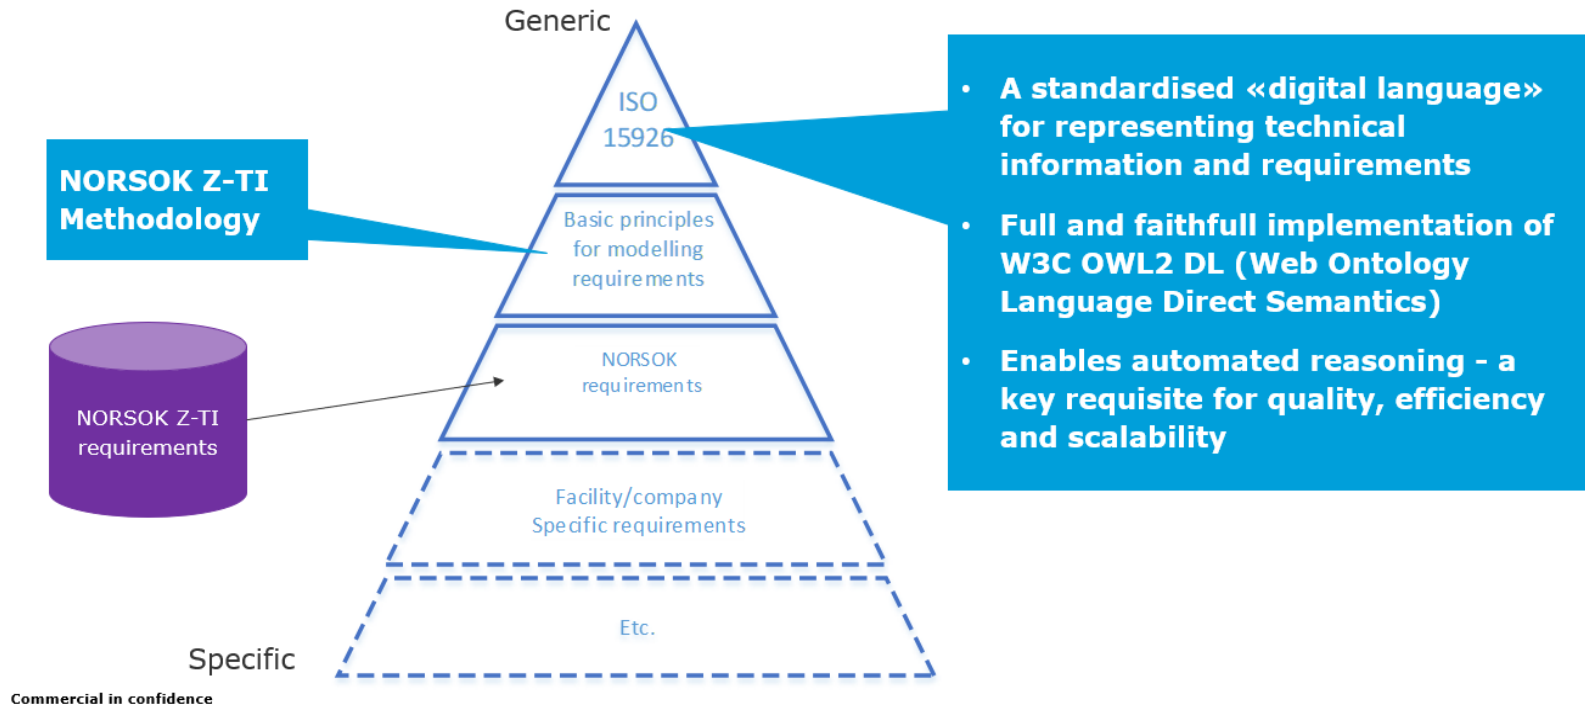 Generic
ISO
15926
• A standardised «digital language»
for representing technical
information and requirements
• Full and faithfull implementation of
W3C OWL2 DL (Web Ontology
Language Direct Semantics)
• Enables automated reasoning - a
key requisite for quality, efficiency
and scalability
NORSOK Z-TI
Methodology
Basic principles
for modelling
requirements
NORSOK Z-TI
requirements
NORSOK
requirements
Facility/company
Specific requirements
Etc.
Specific
Commercial in confidence